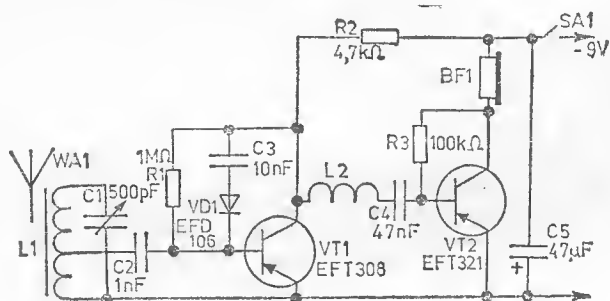 SA1
-9V
R2
4,7kΩ
BF1
WA1
1MΩ
R1
C3
10nF
R3
100kΩ
C1
500pF
L2
L1
VD1
EFD
106
C4
47nF
C2
1nF
VT1
EFT308
VT2
EFT321
C5
47µF
+